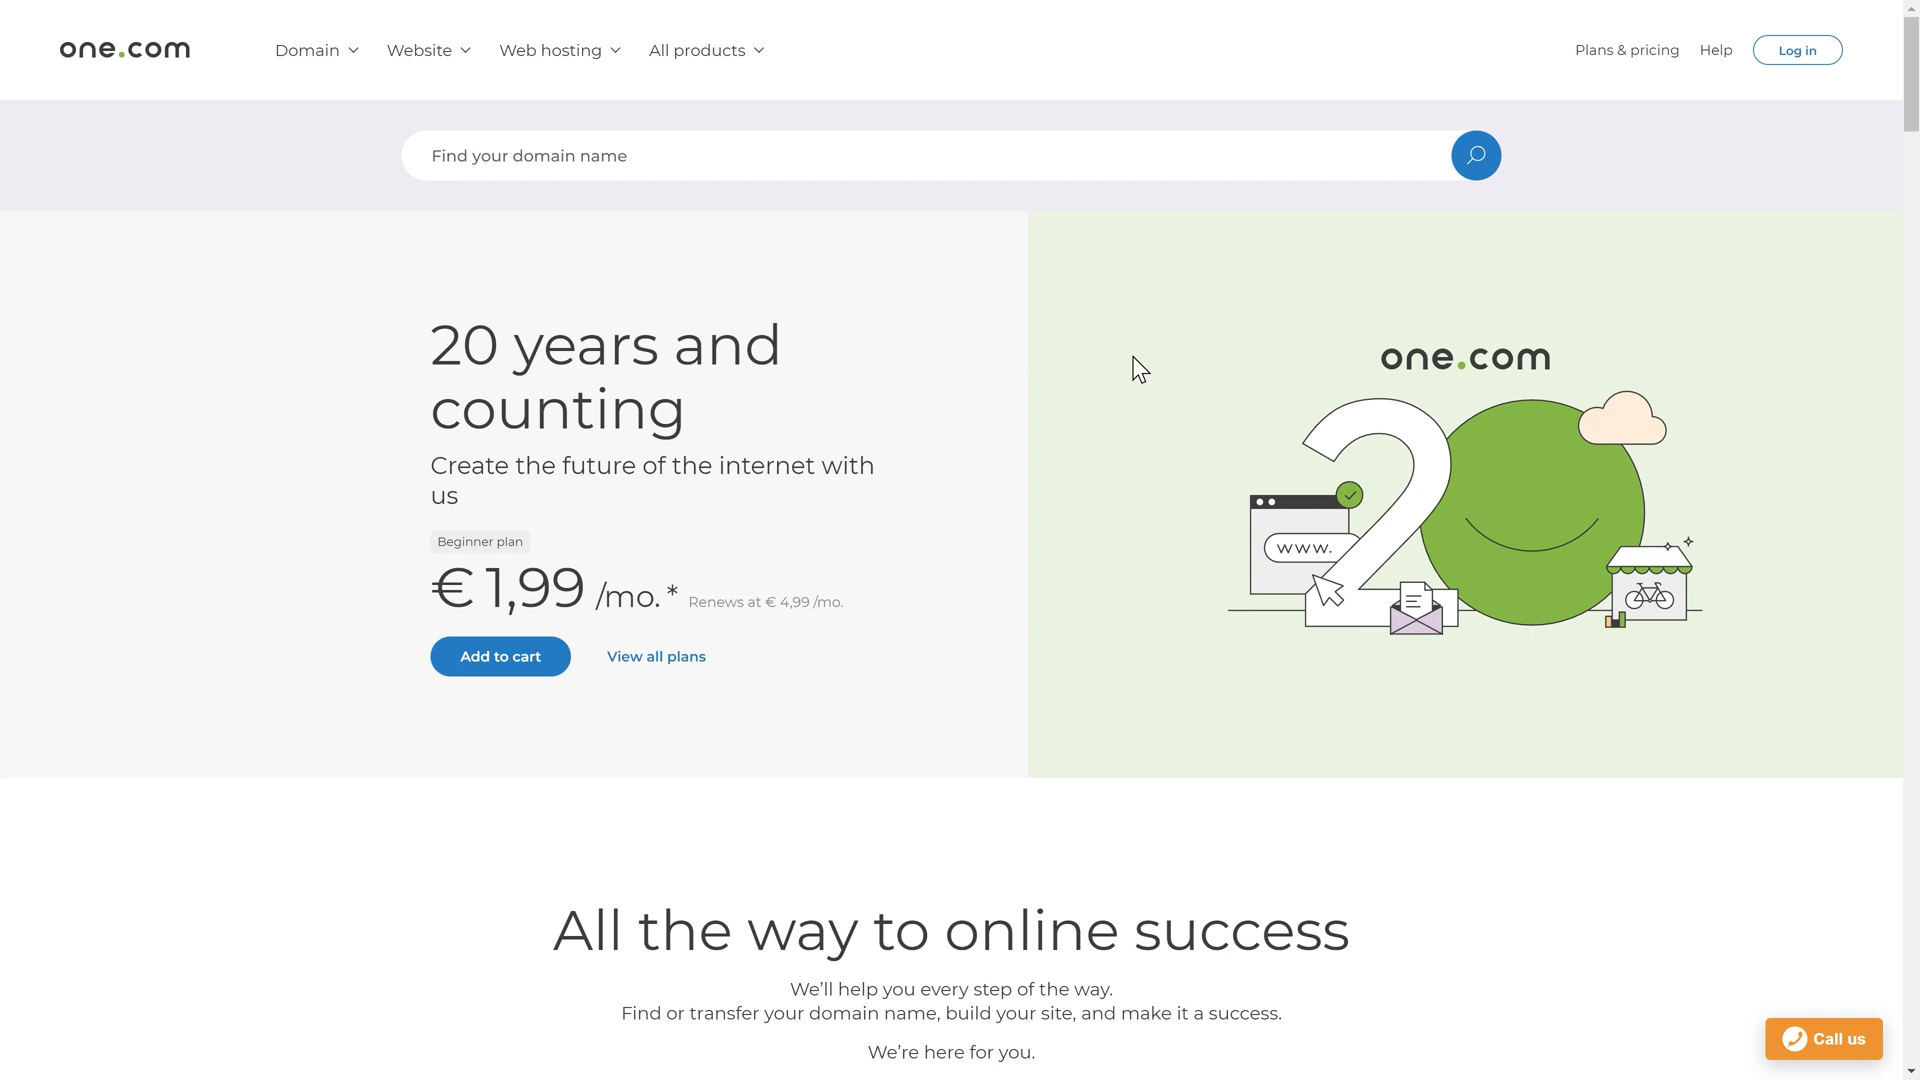 one.com
Domain
Website
Web hosting
All products
Plans & pricing
Help
Log in
Find your domain name
20 years and
counting
Create the future of the internet with
us
Beginner plan
€ 1,99 /mo. * Renews at € 4,99 /mo.
Add to cart
View all plans
one.com
20
www.
All the way to online success
We’ll help you every step of the way.
Find or transfer your domain name, build your site, and make it a success.
We’re here for you.
Call us